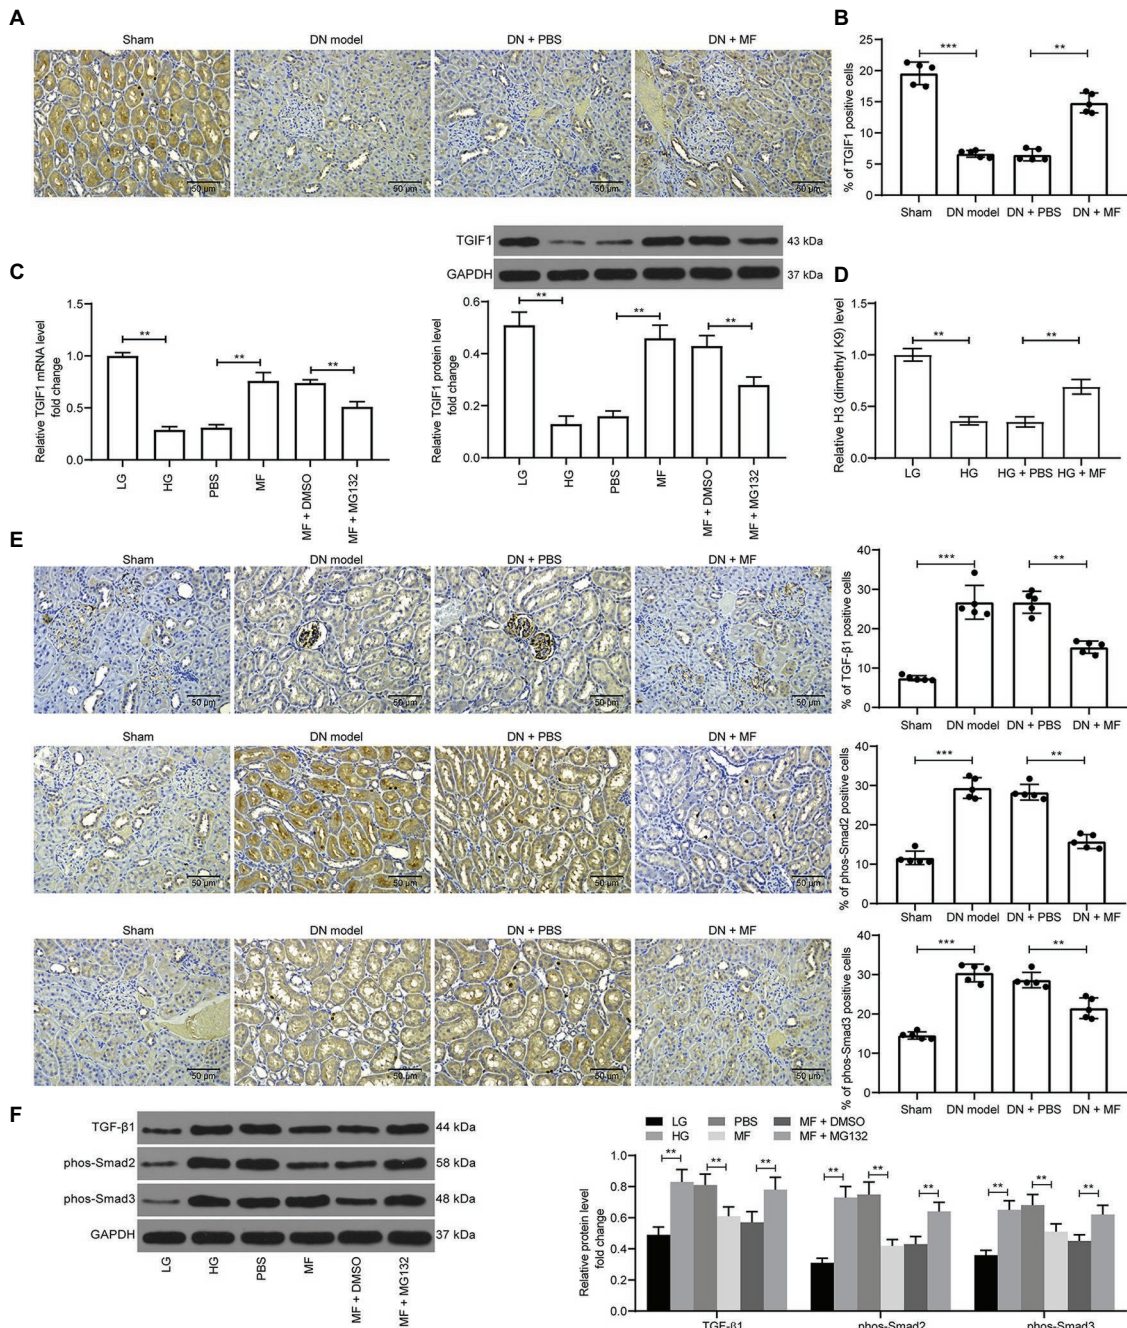 A
Sham
DN model
DN + PBS
DN + MF
50 µm
50 µm
50 µm
50 µm
B
% of TGIF1 positive cells
25
20
15
10
5
0
***
**
Sham
DN model
DN + PBS
DN + MF
C
Relative TGIF1 mRNA level
fold change
1.5
1.0
0.5
0.0
**
**
**
LG
HG
PBS
MF
MF + DMSO
MF + MG132
TGIF1
43 kDa
GAPDH
37 kDa
Relative TGIF1 protein level
fold change
0.6
0.4
0.2
0.0
**
**
**
LG
HG
PBS
MF
MF + DMSO
MF + MG132
D
Relative H3 (dimethyl K9) level
1.5
1.0
0.5
0.0
**
**
LG
HG
HG + PBS
HG + MF
E
Sham
DN model
DN + PBS
DN + MF
50 µm
50 µm
50 µm
50 µm
% of TGF-β1 positive cells
40
30
20
10
0
***
**
Sham
DN model
DN + PBS
DN + MF
Sham
DN model
DN + PBS
DN + MF
50 µm
50 µm
50 µm
50 µm
% of phos-Smad2 positive cells
40
30
20
10
0
***
**
Sham
DN model
DN + PBS
DN + MF
Sham
DN model
DN + PBS
DN + MF
50 µm
50 µm
50 µm
50 µm
% of phos-Smad3 positive cells
40
30
20
10
0
***
**
Sham
DN model
DN + PBS
DN + MF
F
TGF-β1
44 kDa
phos-Smad2
58 kDa
phos-Smad3
48 kDa
GAPDH
37 kDa
LG
HG
PBS
MF
MF + DMSO
MF + MG132
LG
PBS
MF + DMSO
HG
MF
MF + MG132
Relative protein level
fold change
1.0
0.8
0.6
0.4
0.2
0.0
**
**
**
**
**
**
**
**
**
TGF-β1
phos-Smad2
phos-Smad3